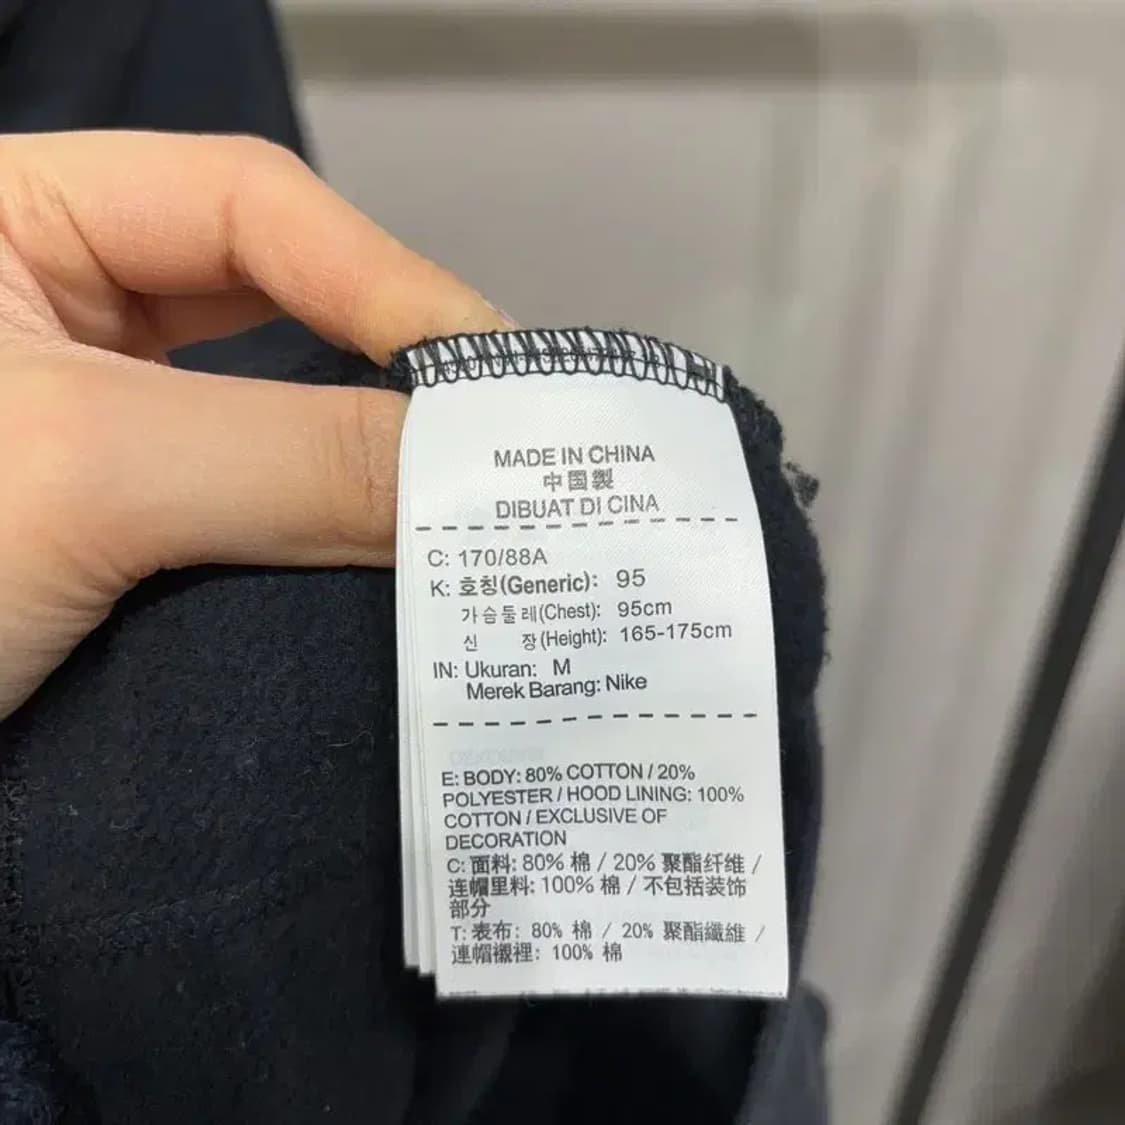 MADE IN CHINA
中国製
DIBUAT DI CINA
C: 170/88A
K: 호칭(Generic): 95
가슴둘레(Chest): 95cm
신 장(Height): 165-175cm
IN: Ukuran: M
Merek Barang: Nike
E: BODY: 80% COTTON / 20%
POLYESTER / HOOD LINING: 100%
COTTON / EXCLUSIVE OF
DECORATION
C: 面料: 80% 棉 / 20% 聚酯纤维 /
连帽里料: 100% 棉 / 不包括装饰
部分
T: 表布: 80% 棉 / 20% 聚酯纖維 /
連帽襯裡: 100% 棉